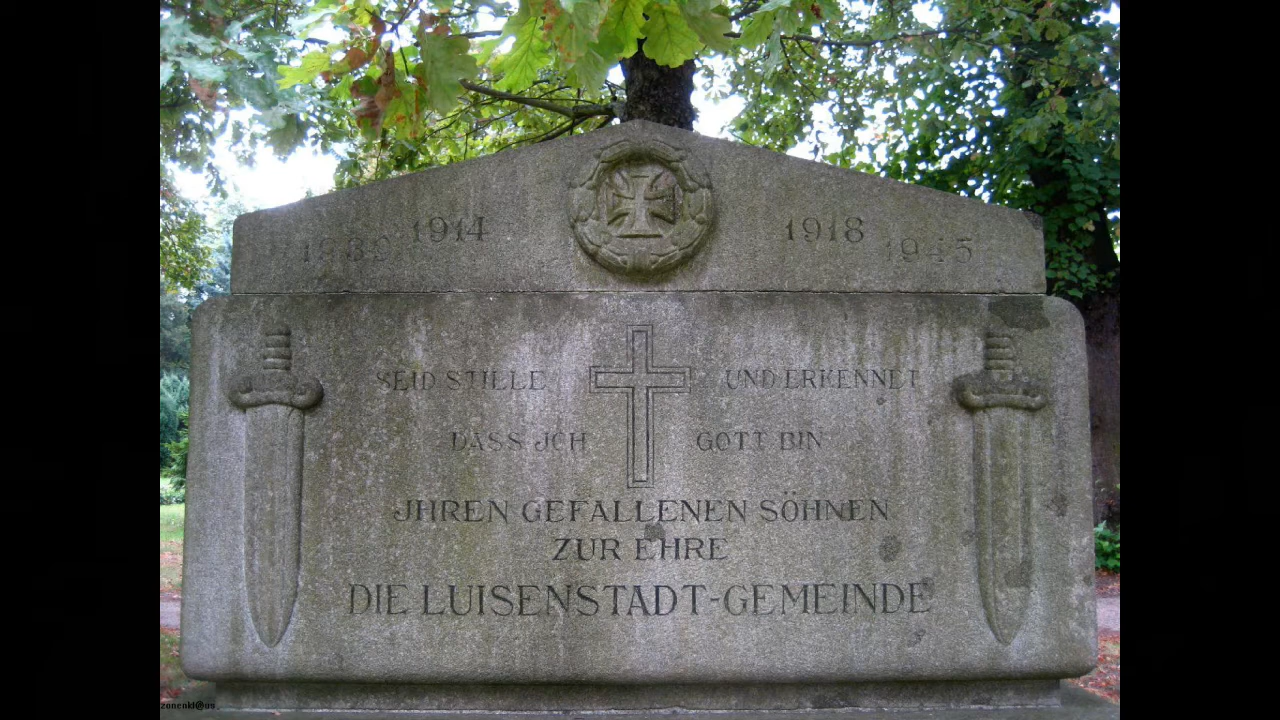 1914 1918
1939 1945
SEID STILLE UND ERKENNET
DASS JCH GOTT BIN
JHREN GEFALLENEN SÖHNEN
ZUR EHRE
DIE LUISENSTADT-GEMEINDE